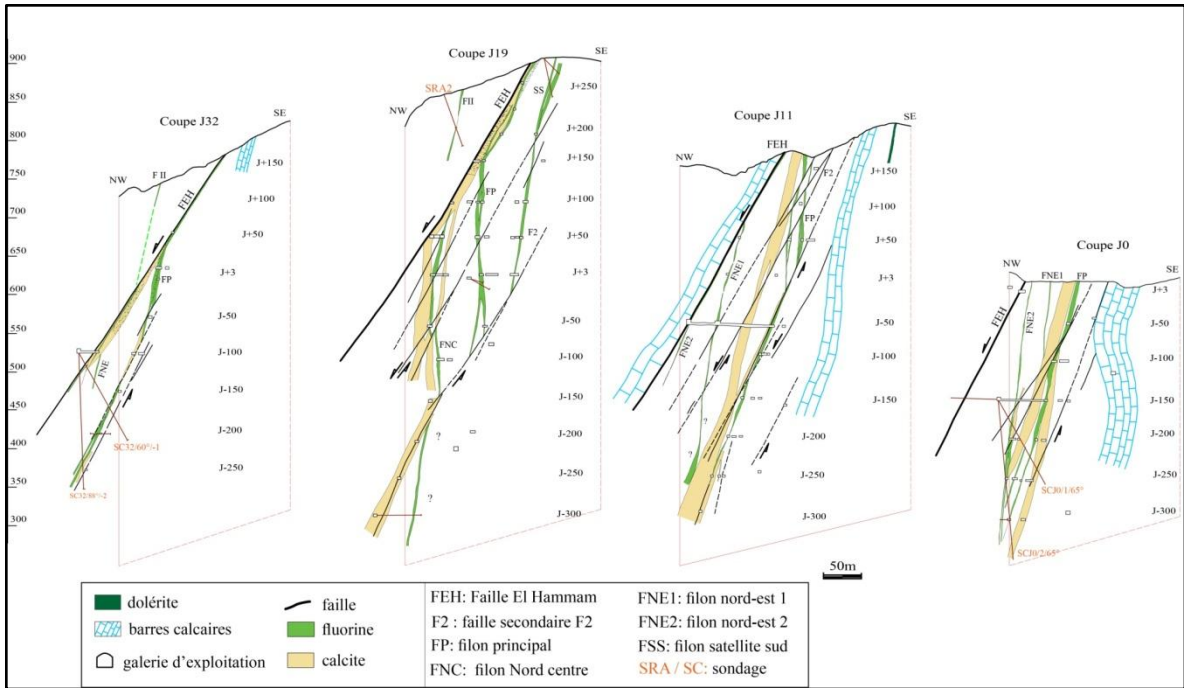 900
850
800
750
700
650
600
550
500
450
400
350
300
Coupe J32
NW
SE
F II
FEH
FP
FNE
J+150
J+100
J+50
J+3
J-50
J-100
J-150
J-200
J-250
SC32/60°/-1
SC32/88°/-2
Coupe J19
NW
SE
SRA2
FII
FEH
SS
FP
F2
FNC
?
?
J+250
J+200
J+150
J+100
J+50
J+3
J-50
J-100
J-150
J-200
J-250
J-300
Coupe J11
NW
SE
FEH
F2
FP
FNE1
FNE2
?
?
J+150
J+100
J+50
J+3
J-50
J-100
J-150
J-200
J-250
J-300
50m
Coupe J0
NW
SE
FNE1
FP
FNE2
FEH
J+3
J-50
J-100
J-150
J-200
J-250
J-300
SCJ0/1/65°
SCJ0/2/65°
dolérite
barres calcaires
galerie d'exploitation
faille
fluorine
calcite
FEH: Faille El Hammam
F2 : faille secondaire F2
FP: filon principal
FNC: filon Nord centre
FNE1: filon nord-est 1
FNE2: filon nord-est 2
FSS: filon satellite sud
SRA / SC: sondage